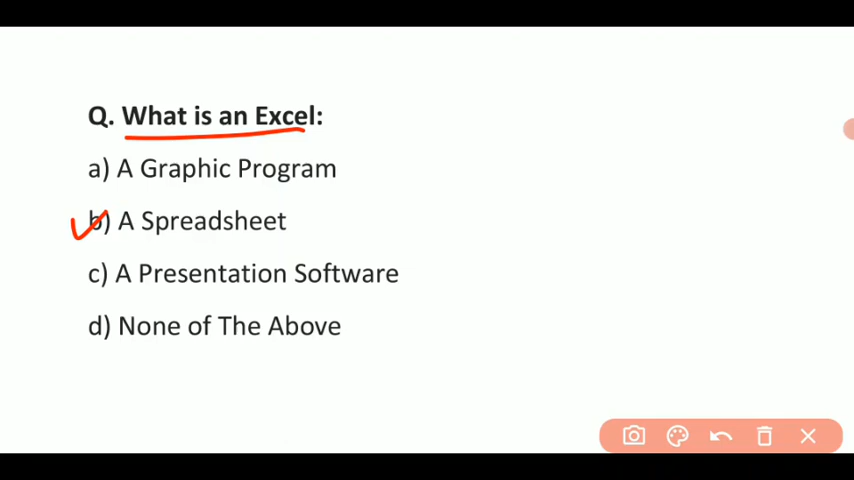 Q. What is an Excel:
a) A Graphic Program
b) A Spreadsheet
c) A Presentation Software
d) None of The Above